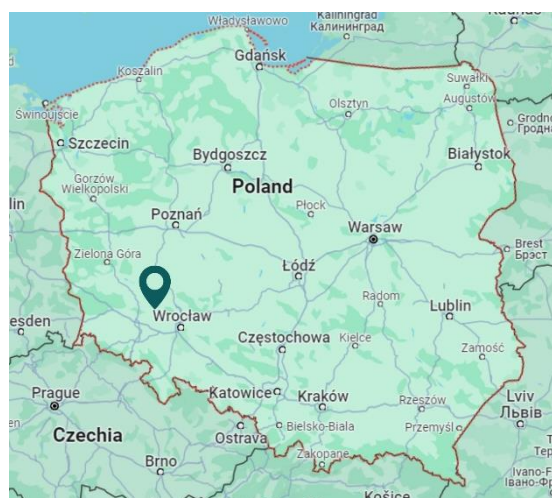 Władysławowo
Kaliningrad
Калининград
Gdańsk
Koszalin
Suwałki
Olsztyn
Augustów
Świnoujście
Szczecin
Grodno
Гродна
Białystok
Bydgoszcz
Gorzów
Wielkopolski
Poland
Płock
Poznań
Warsaw
Brest
Брэст
Zielona Góra
Łódź
Radom
Lublin
Wrocław
Częstochowa
Kielce
Zamość
Prague
Katowice
Kraków
Rzeszów
Lviv
Львів
Czechia
Ostrava
Bielsko-Biala
Przemyśl
Brno
Zakopane
Košice